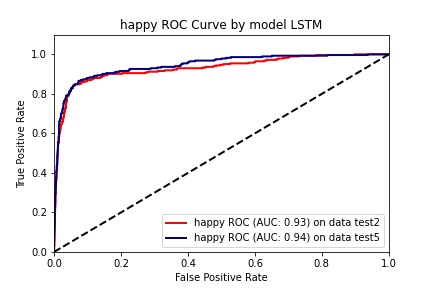 happy ROC Curve by model LSTM
True Positive Rate
1.0
0.8
0.6
0.4
0.2
0.0
happy ROC (AUC: 0.93) on data test2
happy ROC (AUC: 0.94) on data test5
0.0 0.2 0.4 0.6 0.8 1.0
False Positive Rate